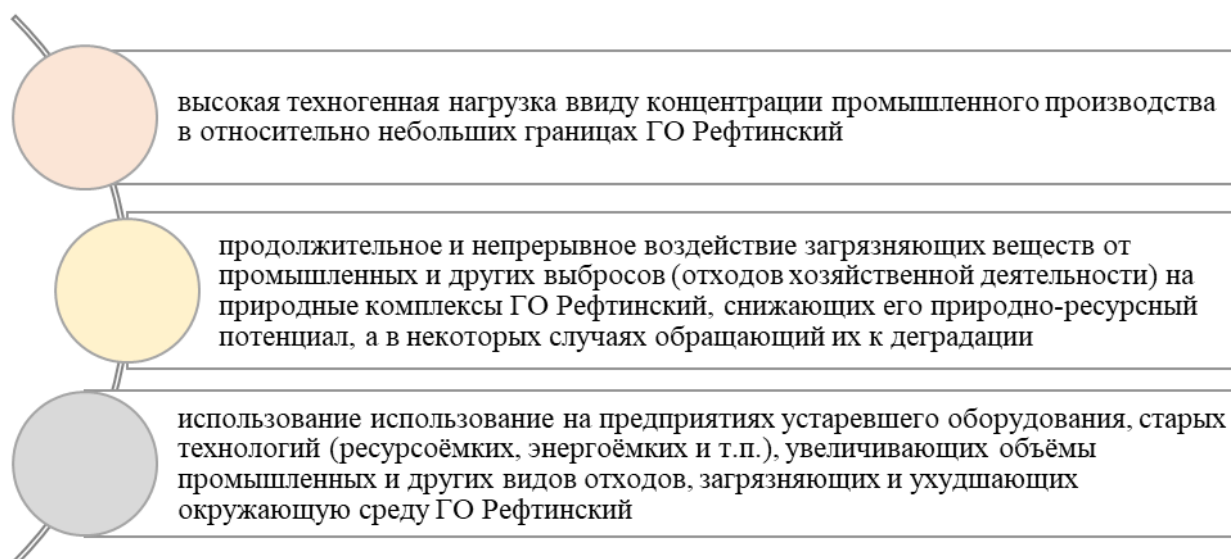 высокая техногенная нагрузка ввиду концентрации промышленного производства
в относительно небольших границах ГО Рефтинский
продолжительное и непрерывное воздействие загрязняющих веществ от
промышленных и других выбросов (отходов хозяйственной деятельности) на
природные комплексы ГО Рефтинский, снижающих его природно-ресурсный
потенциал, а в некоторых случаях обращающий их к деградации
использование использование на предприятиях устаревшего оборудования, старых
технологий (ресурсоёмких, энергоёмких и т.п.), увеличивающих объёмы
промышленных и других видов отходов, загрязняющих и ухудшающих
окружающую среду ГО Рефтинский